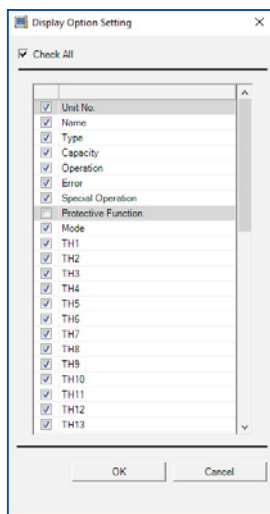 Display Option Setting
Check All
Unit No.
Name
Type
Capacity
Operation
Error
Special Operation
Protective Function
Mode
TH1
TH2
TH3
TH4
TH5
TH6
TH7
TH8
TH9
TH10
TH11
TH12
TH13
OK Cancel